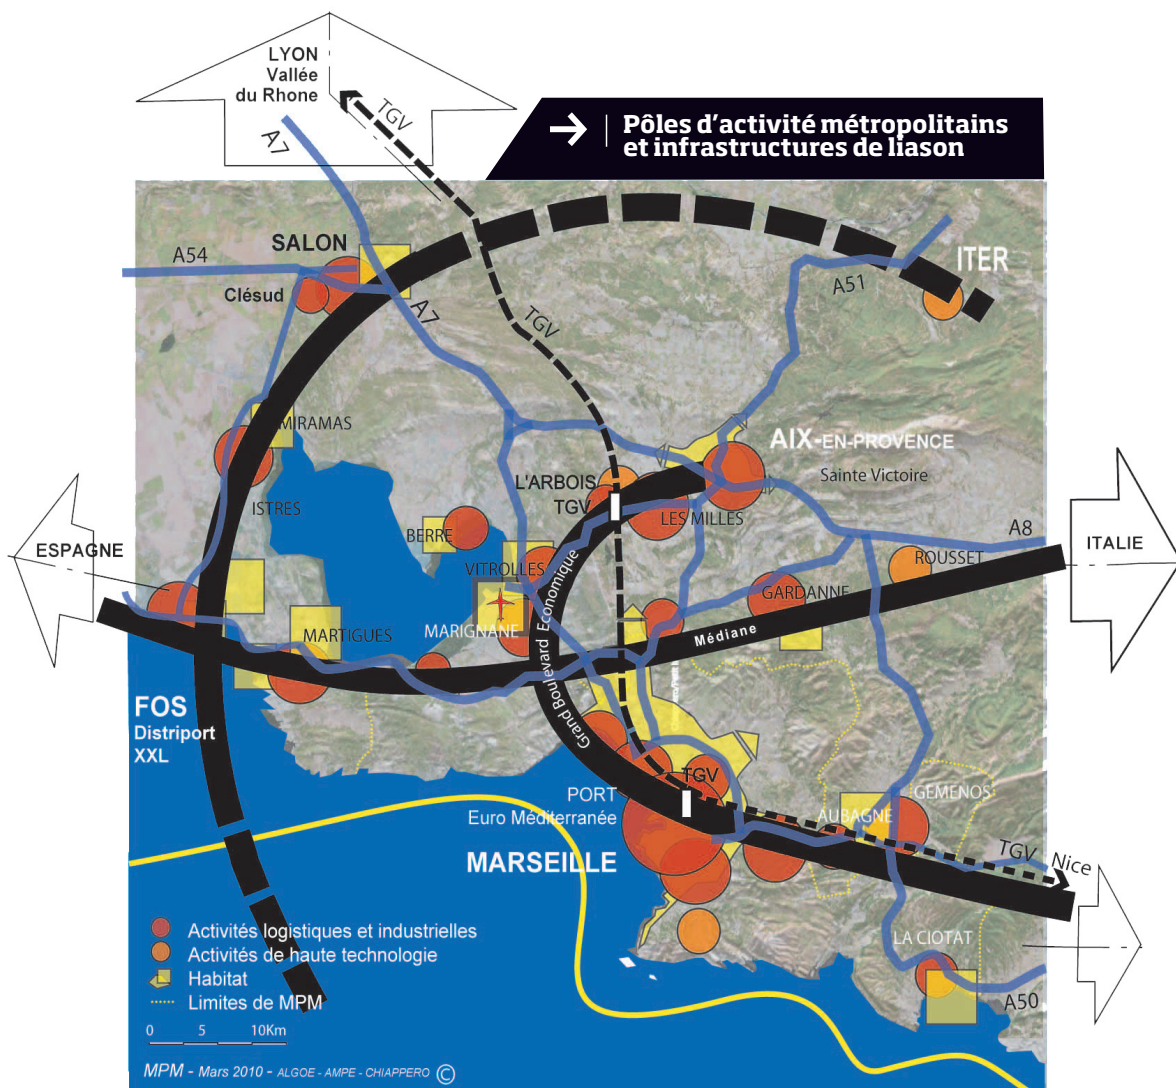 LYON
Vallée
du Rhone
TGV
A7
Pôles d'activité métropolitains
et infrastructures de liason
SALON
A54
Clésud
A7
TGV
ITER
A51
MIRAMAS
AIX-EN-PROVENCE
Sainte Victoire
L'ARBOIS
TGV
LES MILLES
ISTRES
BERRE
A8
ESPAGNE
ITALIE
ROUSSET
VITROLLES
GARDANNE
MARTIGUES
MARIGNANE
Médiane
Grand Boulevard Economique
FOS
Distriport
XXL
TGV
PORT
Euro Méditerranée
GEMENOS
AUBAGNE
MARSEILLE
TGV
Nice
LA CIOTAT
A50
Activités logistiques et industrielles
Activités de haute technologie
Habitat
Limites de MPM
0 5 10Km
MPM - Mars 2010 - ALGOE - AMPE - CHIAPPERO ©